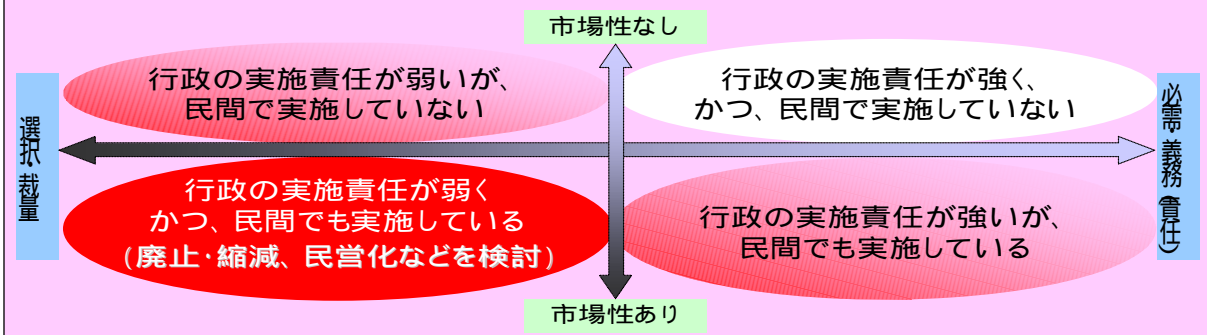 市場性なし
行政の実施責任が弱いが、
民間で実施していない
行政の実施責任が強く、
かつ、民間で実施していない
選択・裁量
必需・義務（責任）
行政の実施責任が弱く
かつ、民間でも実施している
(廃止・縮減、民営化などを検討)
行政の実施責任が強いが、
民間でも実施している
市場性あり